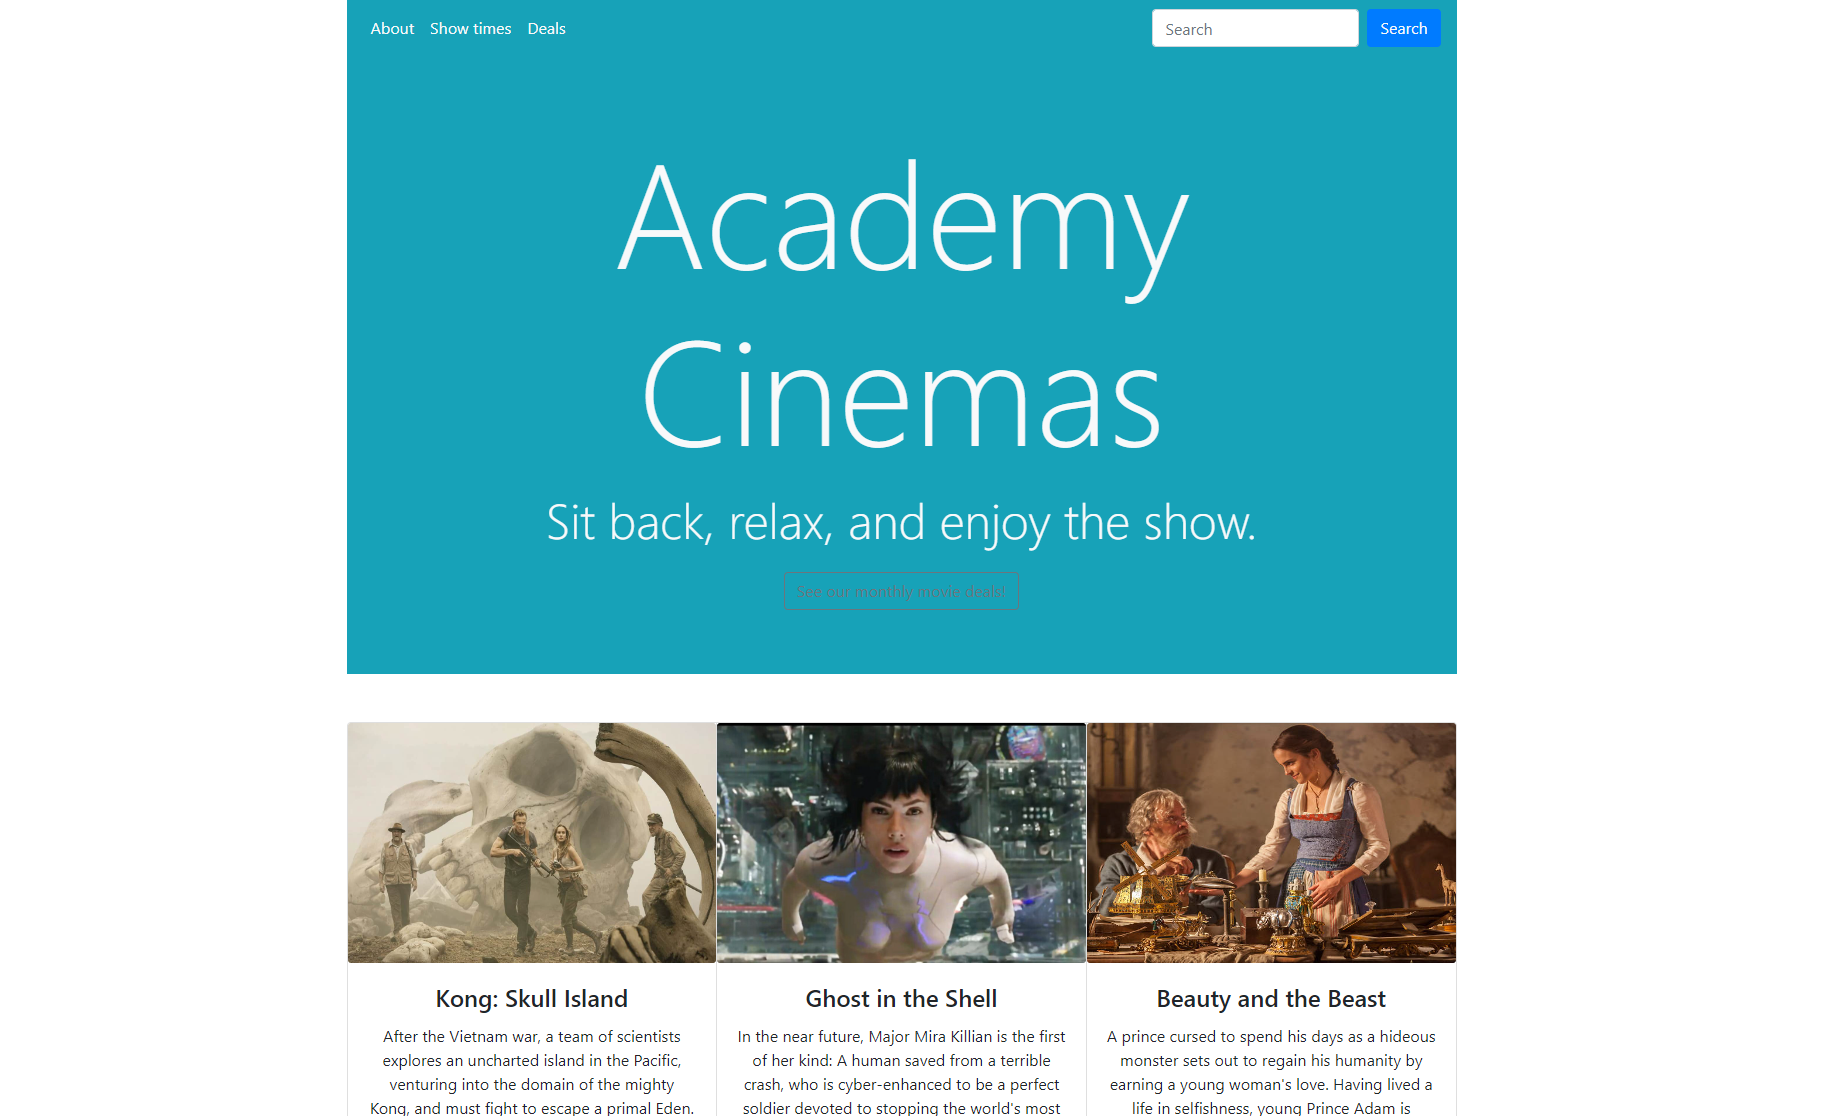 About Show times Deals Search Search
Academy
Cinemas
Sit back, relax, and enjoy the show.
See our monthly movie deals!
Kong: Skull Island
After the Vietnam war, a team of scientists
explores an uncharted island in the Pacific,
venturing into the domain of the mighty
Kong, and must fight to escape a primal Eden.
Ghost in the Shell
In the near future, Major Mira Killian is the first
of her kind: A human saved from a terrible
crash, who is cyber-enhanced to be a perfect
soldier devoted to stopping the world's most
Beauty and the Beast
A prince cursed to spend his days as a hideous
monster sets out to regain his humanity by
earning a young woman's love. Having lived a
life in selfishness, young Prince Adam is